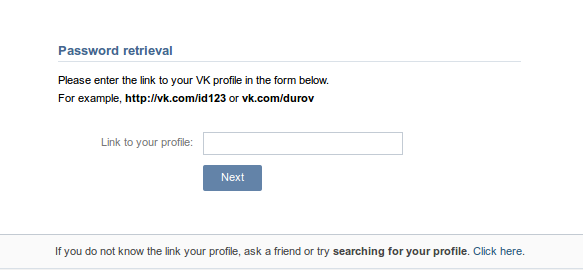 Password retrieval
Please enter the link to your VK profile in the form below.
For example, http://vk.com/id123 or vk.com/durov
Link to your profile:
Next
If you do not know the link your profile, ask a friend or try searching for your profile. Click here.